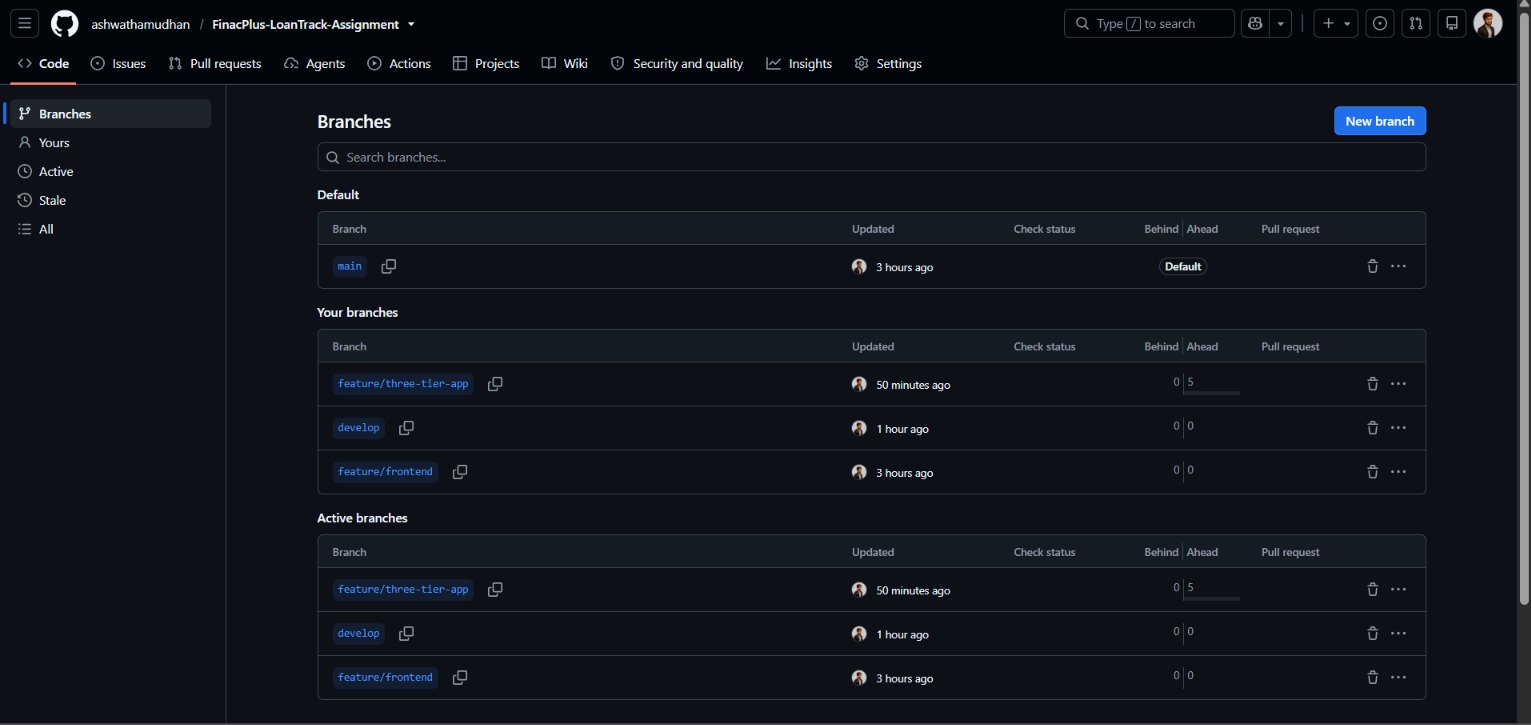 ashwathamudhan / FinacPlus-LoanTrack-Assignment
Type / to search
Code Issues Pull requests Agents Actions Projects Wiki Security and quality Insights Settings
Branches
Yours
Active
Stale
All
Branches
New branch
Search branches...
Default
Branch Updated Check status Behind Ahead Pull request
main 3 hours ago Default
Your branches
Branch Updated Check status Behind Ahead Pull request
feature/three-tier-app 50 minutes ago 0 5
develop 1 hour ago 0 0
feature/frontend 3 hours ago 0 0
Active branches
Branch Updated Check status Behind Ahead Pull request
feature/three-tier-app 50 minutes ago 0 5
develop 1 hour ago 0 0
feature/frontend 3 hours ago 0 0